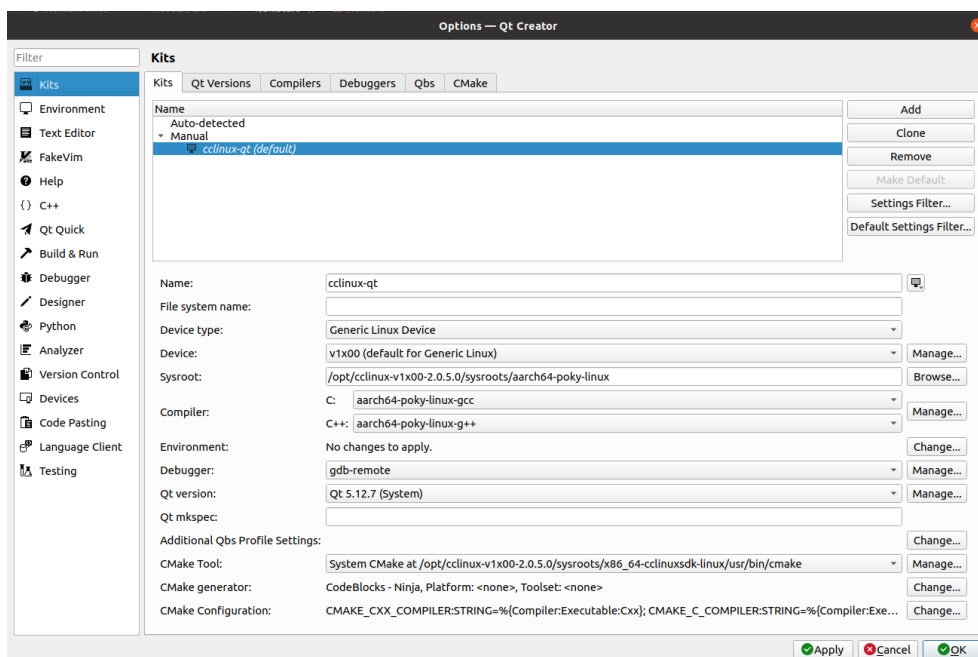 Options — Qt Creator
Filter
Kits
Environment
Text Editor
FakeVim
Help
{} C++
Qt Quick
Build & Run
Debugger
Designer
Python
Analyzer
Version Control
Devices
Code Pasting
Language Client
Testing
Kits
Kits Qt Versions Compilers Debuggers Qbs CMake
Name
Auto-detected
Manual
cclinux-qt (default)
Add
Clone
Remove
Make Default
Settings Filter...
Default Settings Filter...
Name: cclinux-qt
File system name:
Device type: Generic Linux Device
Device: v1x00 (default for Generic Linux) Manage...
Sysroot: /opt/cclinux-v1x00-2.0.5.0/sysroots/aarch64-poky-linux Browse...
Compiler: C: aarch64-poky-linux-gcc Manage...
C++: aarch64-poky-linux-g++
Environment: No changes to apply. Change...
Debugger: gdb-remote Manage...
Qt version: Qt 5.12.7 (System) Manage...
Qt mkspec:
Additional Qbs Profile Settings: Change...
CMake Tool: System CMake at /opt/cclinux-v1x00-2.0.5.0/sysroots/x86_64-cclinuxsdk-linux/usr/bin/cmake Manage...
CMake generator: CodeBlocks - Ninja, Platform: <none>, Toolset: <none> Change...
CMake Configuration: CMAKE_CXX_COMPILER:STRING=%{Compiler:Executable:Cxx}; CMAKE_C_COMPILER:STRING=%{Compiler:Exe... Change...
Apply Cancel OK